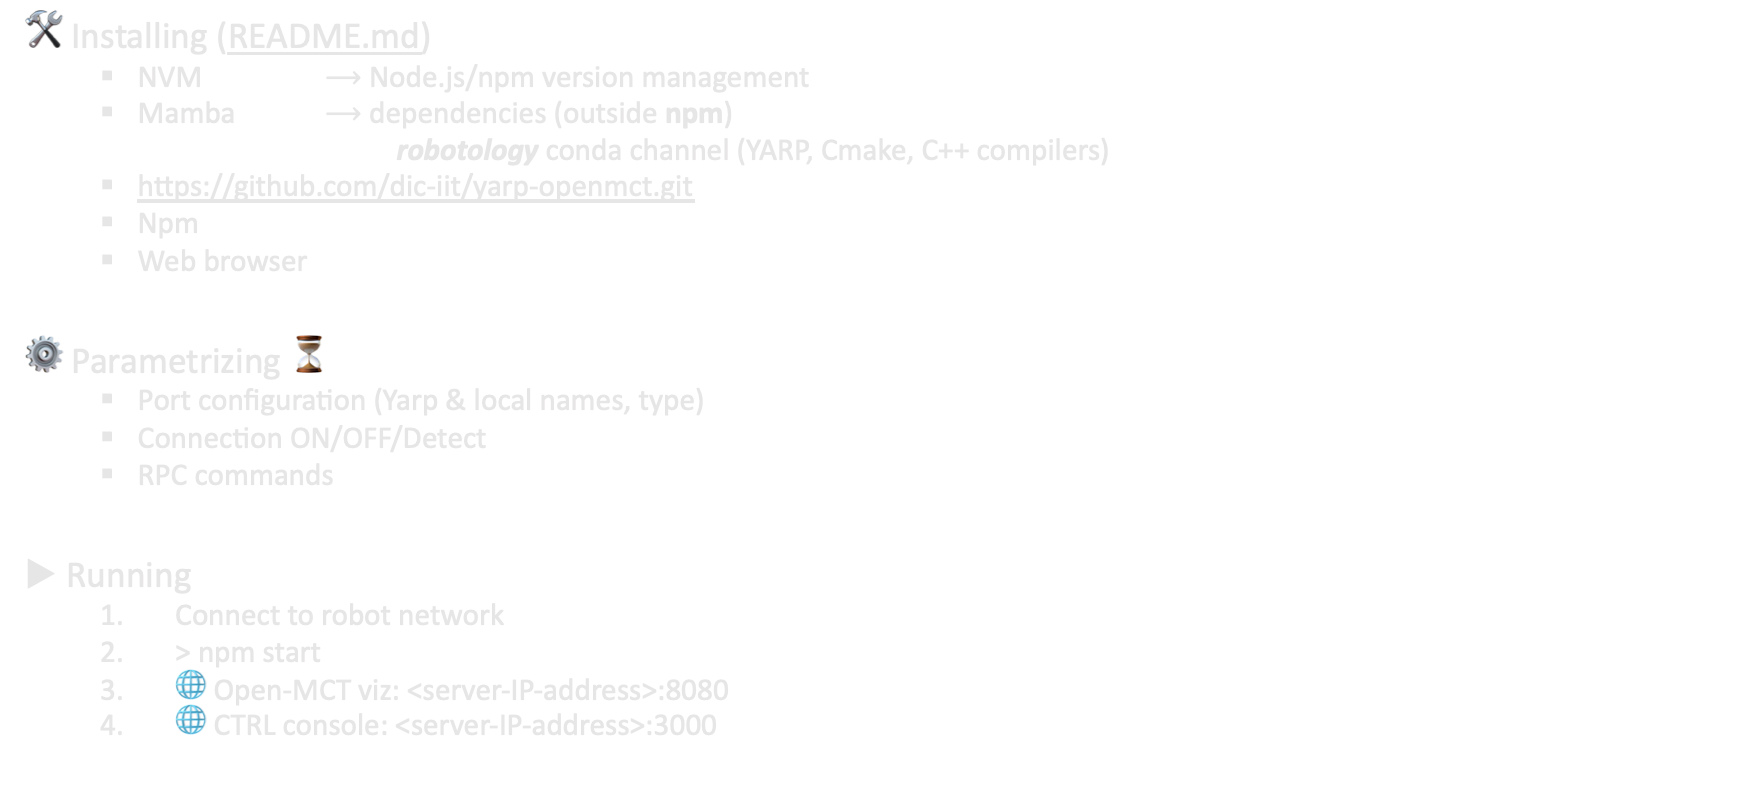 Installing (README.md)
▪ NVM ⟶ Node.js/npm version management
▪ Mamba ⟶ dependencies (outside npm)
robotology conda channel (YARP, Cmake, C++ compilers)
▪ https://github.com/dic-iit/yarp-openmct.git
▪ Npm
▪ Web browser
Parametrizing
▪ Port configuration (Yarp & local names, type)
▪ Connection ON/OFF/Detect
▪ RPC commands
Running
1. Connect to robot network
2. > npm start
3. Open-MCT viz: <server-IP-address>:8080
4. CTRL console: <server-IP-address>:3000